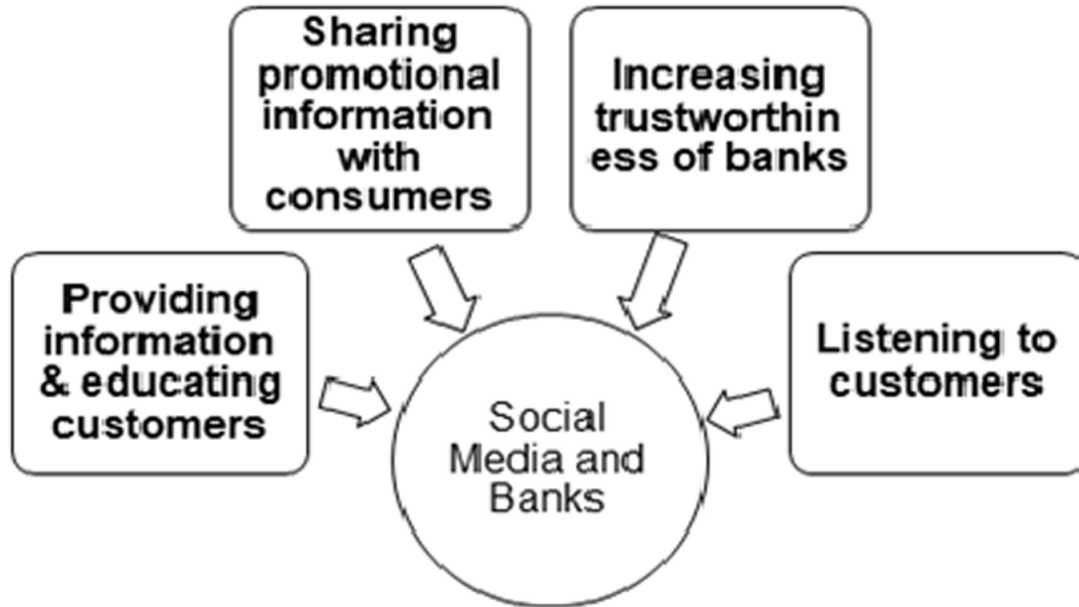 Sharing
promotional
information
with
consumers
Increasing
trustworthin
ess of banks
Providing
information
& educating
customers
Listening to
customers
Social
Media and
Banks